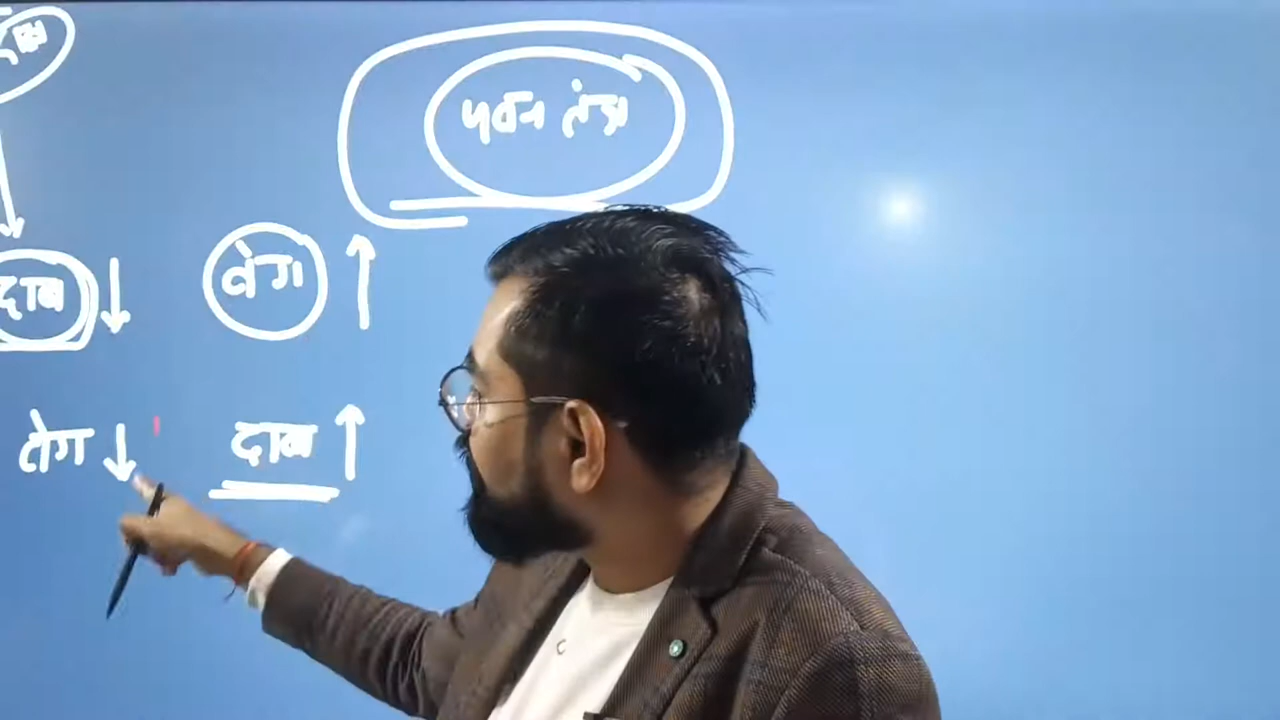 पवन तंत्र
दाब ↓ वेग ↑
वेग ↓ दाब ↑